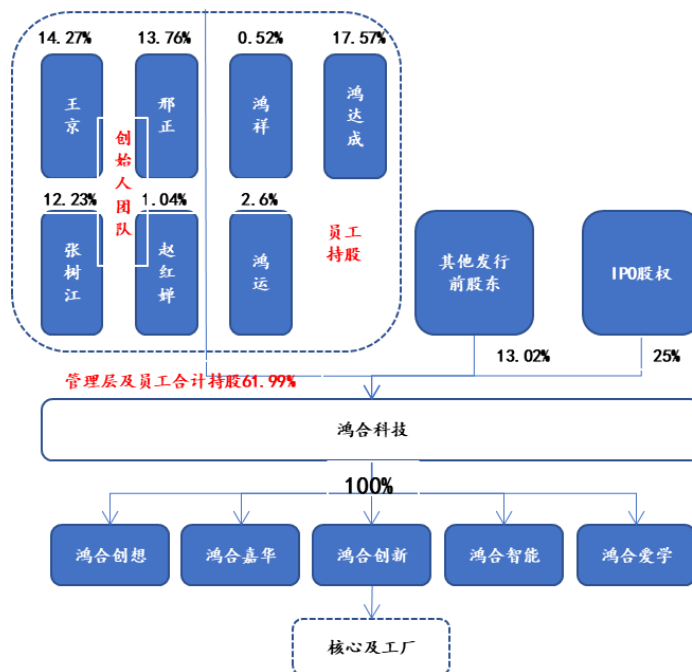 14.27%
13.76%
0.52%
17.57%
王京
邢正
鸿祥
鸿达成
创始人团队
12.23%
1.04%
2.6%
张树江
赵红婵
鸿运
员工持股
其他发行前股东
IPO股权
13.02%
25%
管理层及员工合计持股61.99%
鸿合科技
100%
鸿合创想
鸿合嘉华
鸿合创新
鸿合智能
鸿合爱学
核心及工厂